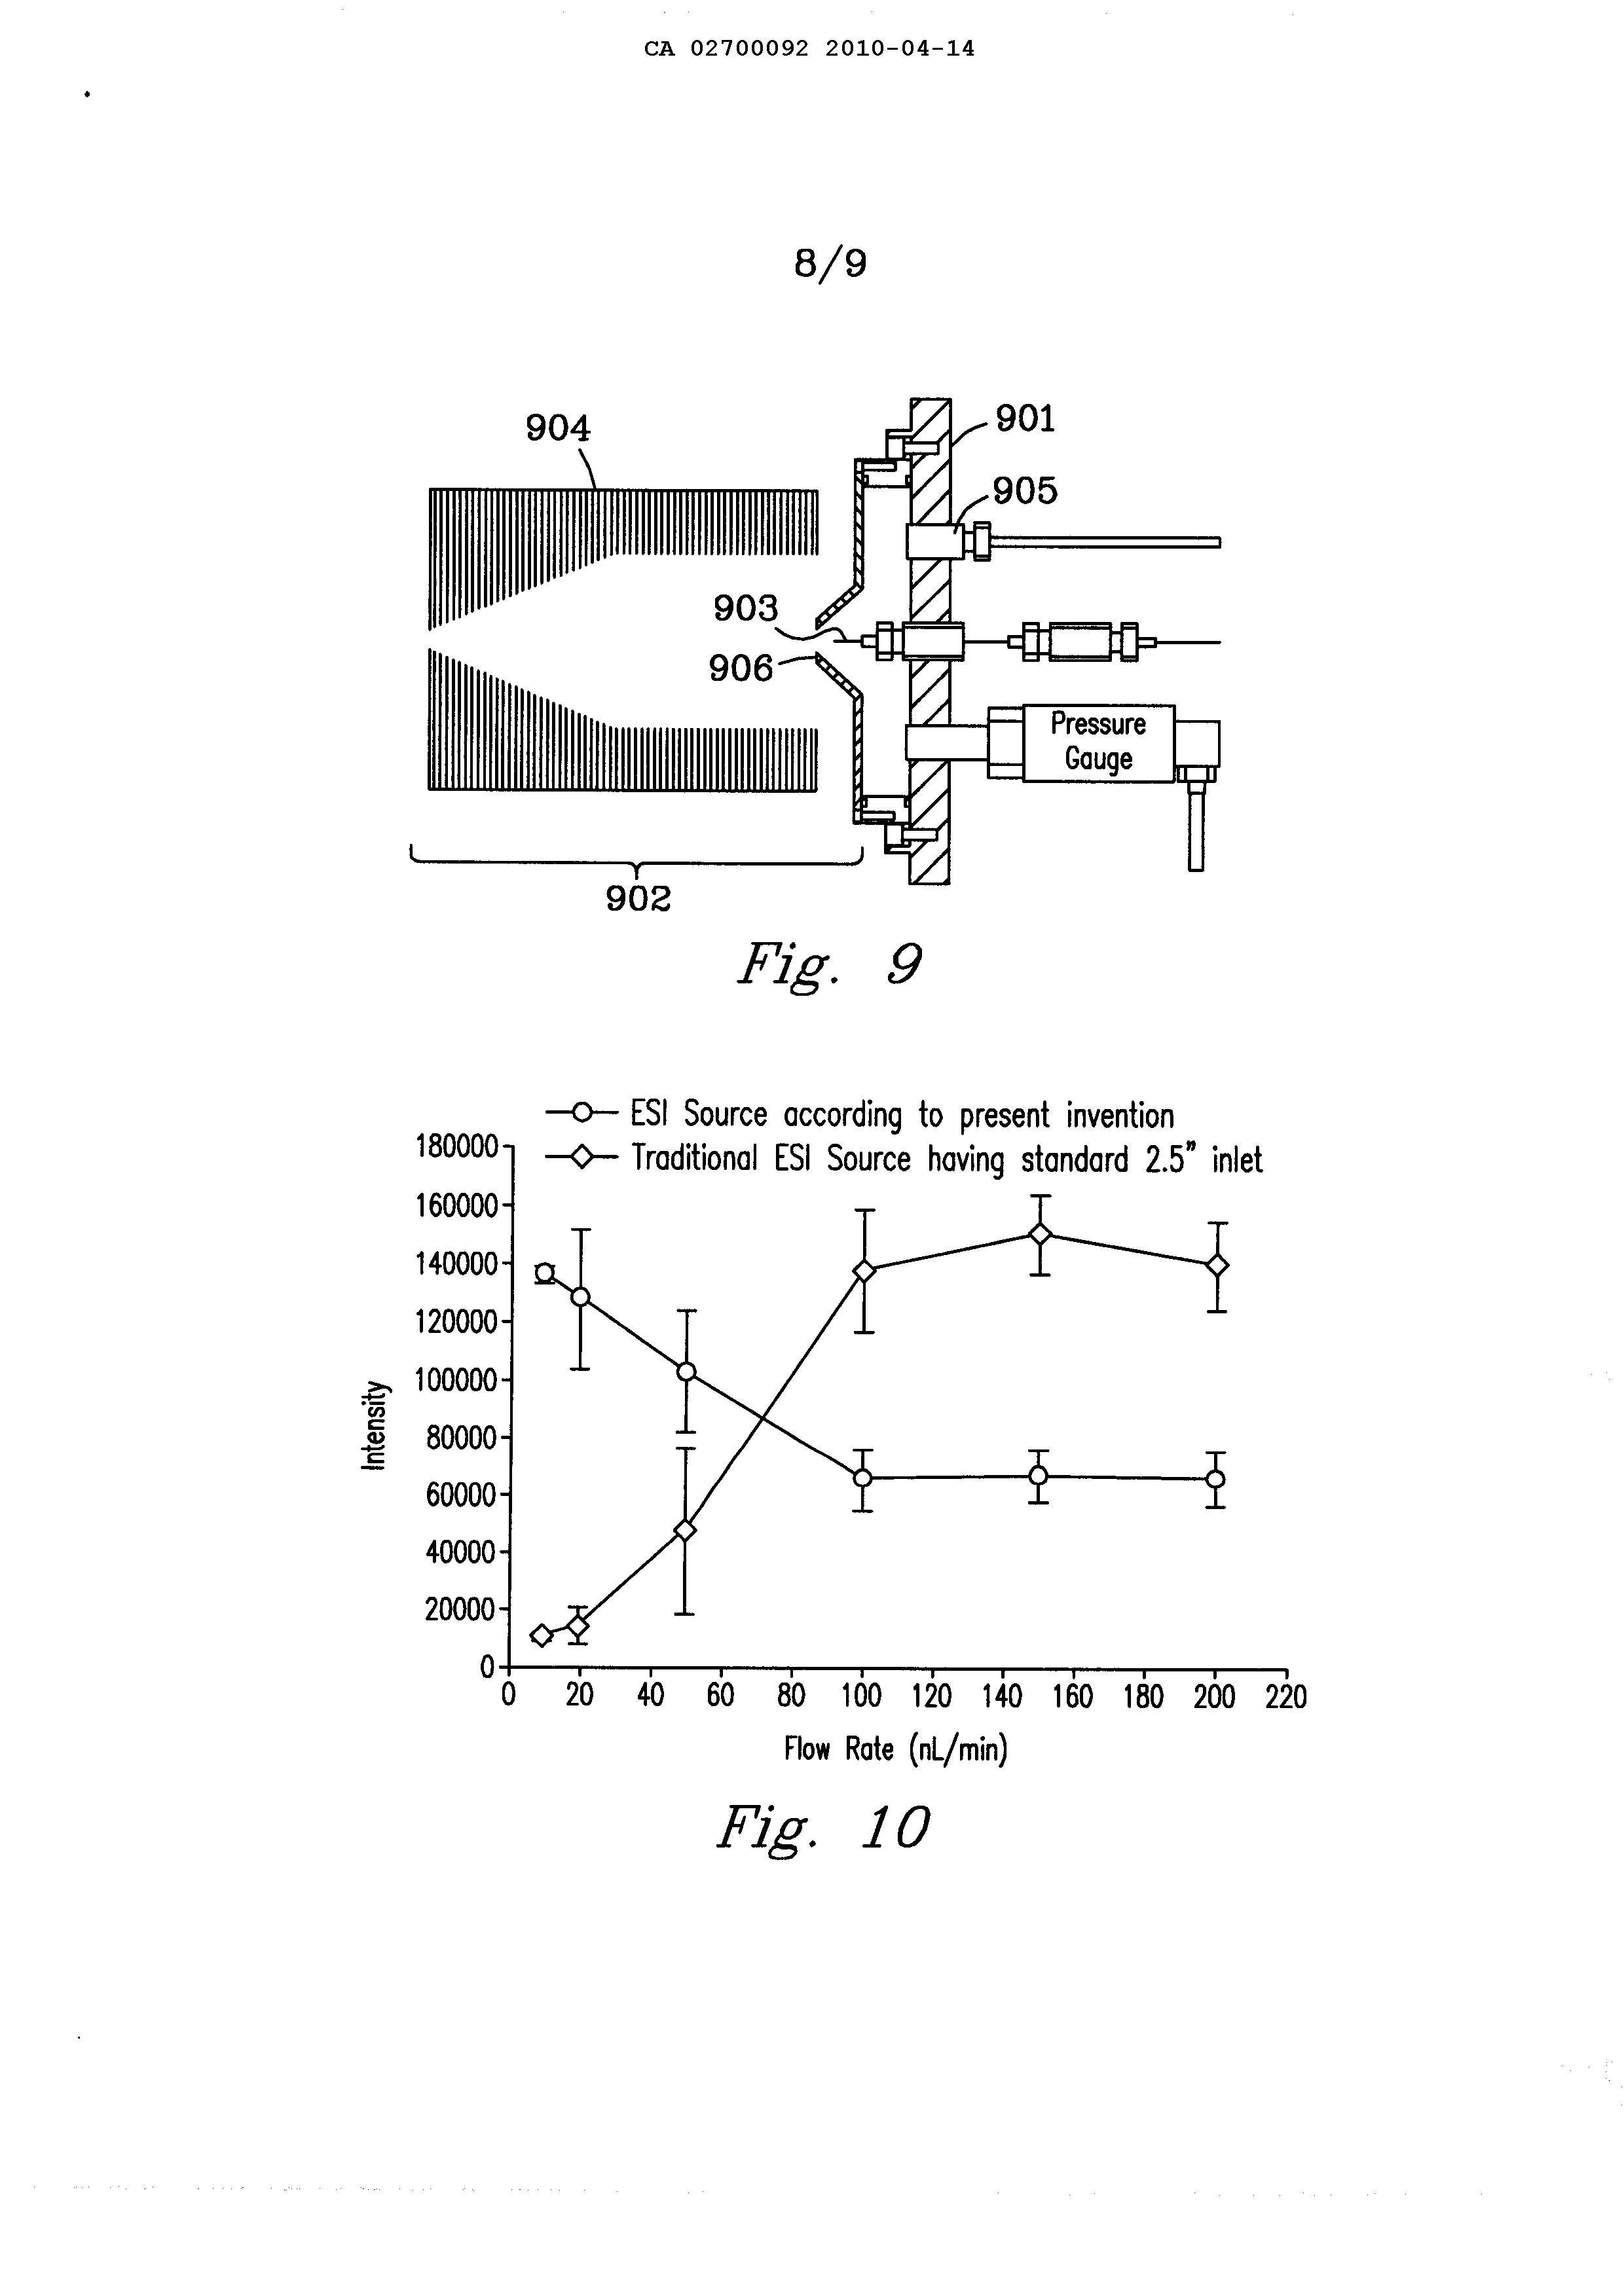 CA 02700092 2010-04-14
8/9
904
901
905
903
906
Pressure
Gauge
902
Fig. 9
ESI Source according to present invention
Traditional ESI Source having standard 2.5" inlet
180000
160000
140000
120000
100000
80000
60000
40000
20000
0
Intensity
0 20 40 60 80 100 120 140 160 180 200 220
Flow Rate (nL/min)
Fig. 10